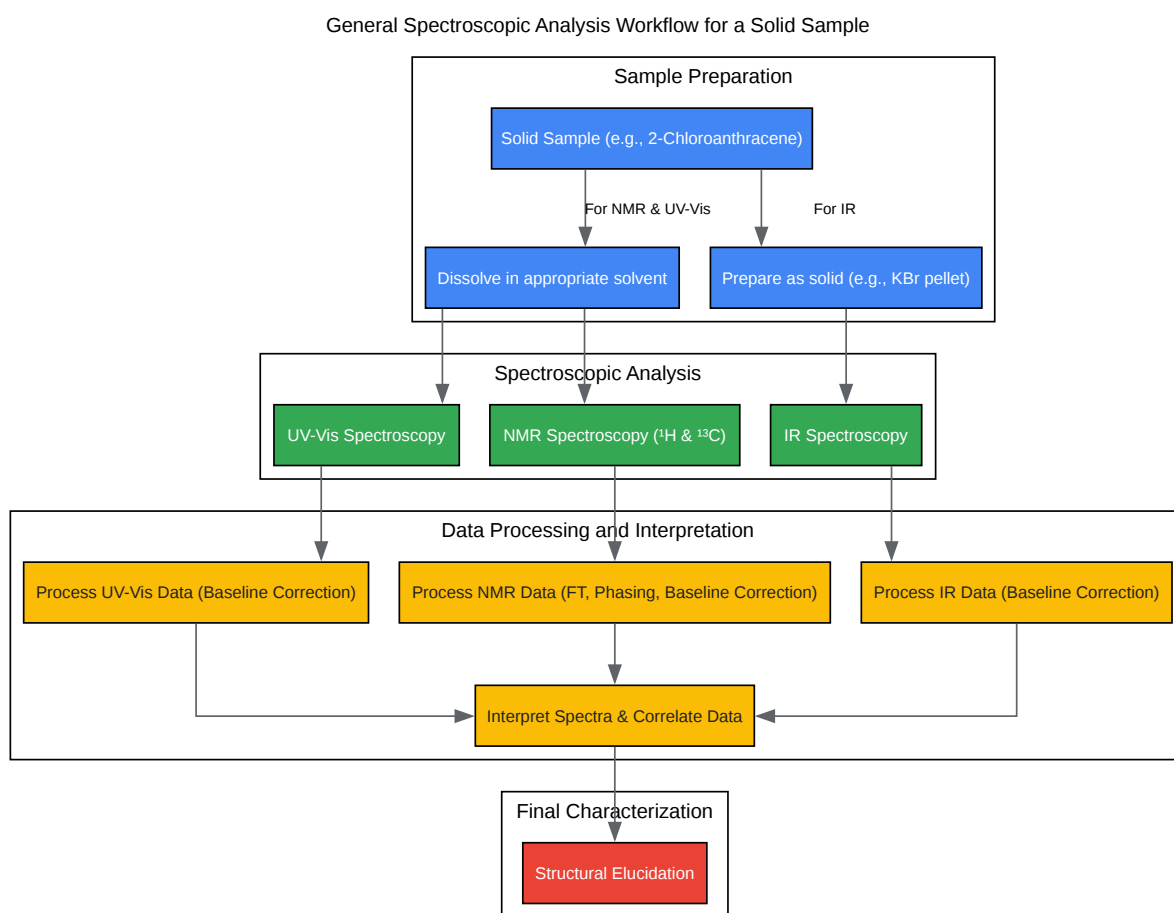 General Spectroscopic Analysis Workflow for a Solid Sample
Sample Preparation
Solid Sample (e.g., 2-Chloroanthracene)
For NMR & UV-Vis
For IR
Dissolve in appropriate solvent
Prepare as solid (e.g., KBr pellet)
Spectroscopic Analysis
UV-Vis Spectroscopy
NMR Spectroscopy (¹H & ¹³C)
IR Spectroscopy
Data Processing and Interpretation
Process UV-Vis Data (Baseline Correction)
Process NMR Data (FT, Phasing, Baseline Correction)
Process IR Data (Baseline Correction)
Interpret Spectra & Correlate Data
Final Characterization
Structural Elucidation